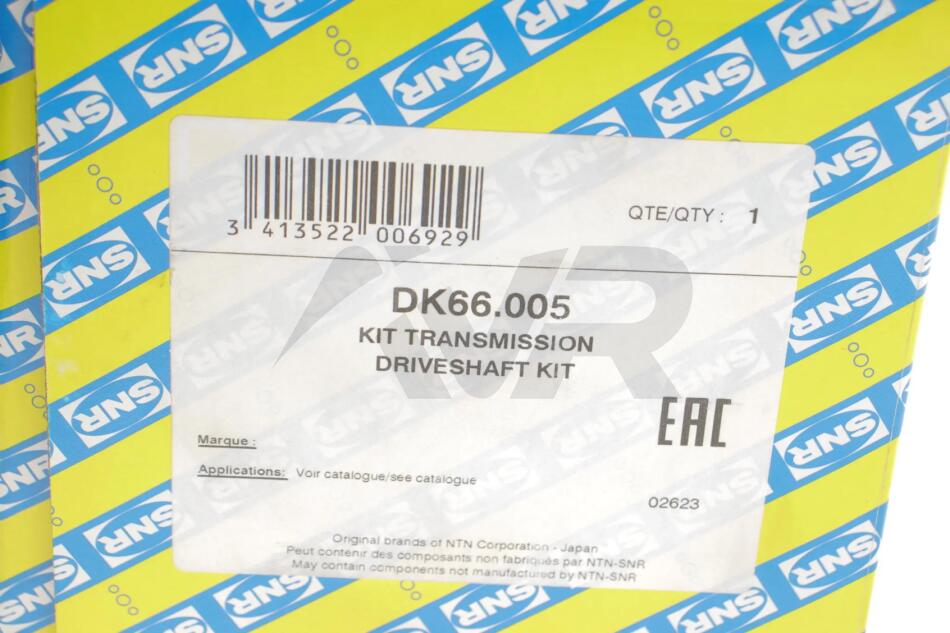 SNR
QTE/QTY : 1
3 413522 006929
DK66.005
KIT TRANSMISSION
DRIVESHAFT KIT
AVR
EAC
Marque :
Applications: Voir catalogue/see catalogue
02623
Original brands of NTN Corporation - Japan
Peut contenir des composants non fabriqués par NTN-SNR
May contain components not manufactured by NTN-SNR